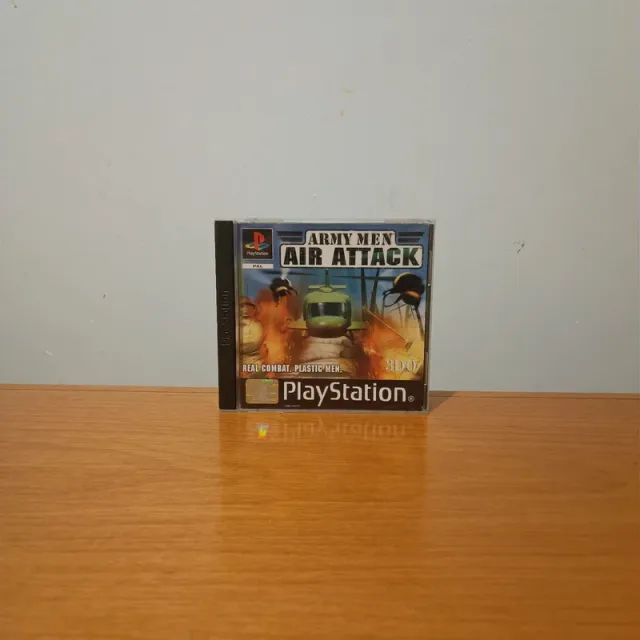 PlayStation
PAL
ARMY MEN
AIR ATTACK
REAL COMBAT. PLASTIC MEN.
3DO
PlayStation®
PlayStation